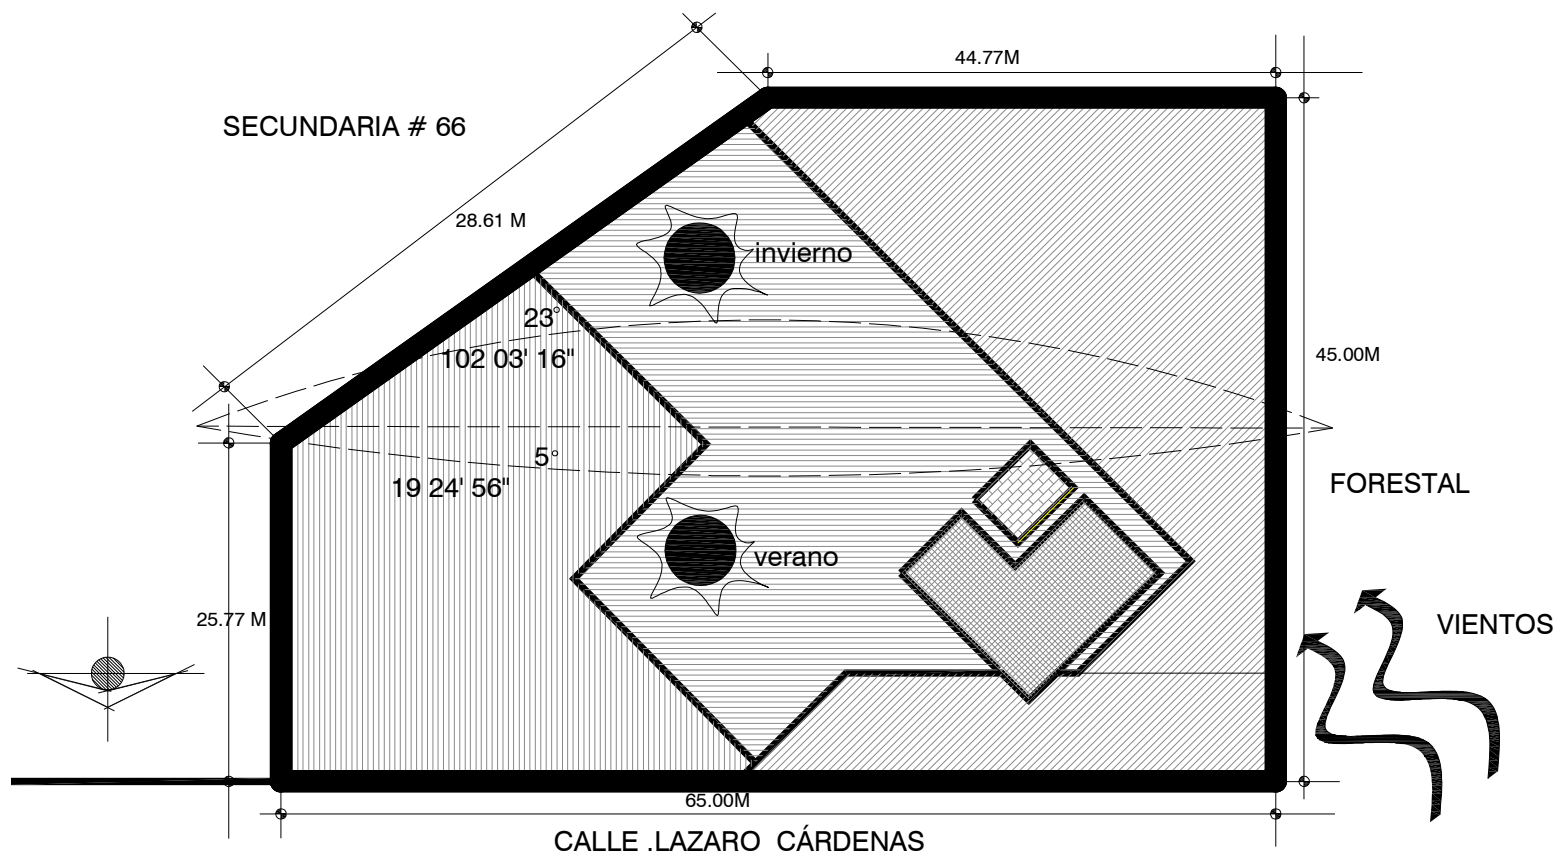 44.77M
SECUNDARIA # 66
28.61 M
invierno
23°
102 03' 16"
45.00M
5°
19 24' 56"
FORESTAL
verano
25.77 M
VIENTOS
65.00M
CALLE .LAZARO CÁRDENAS